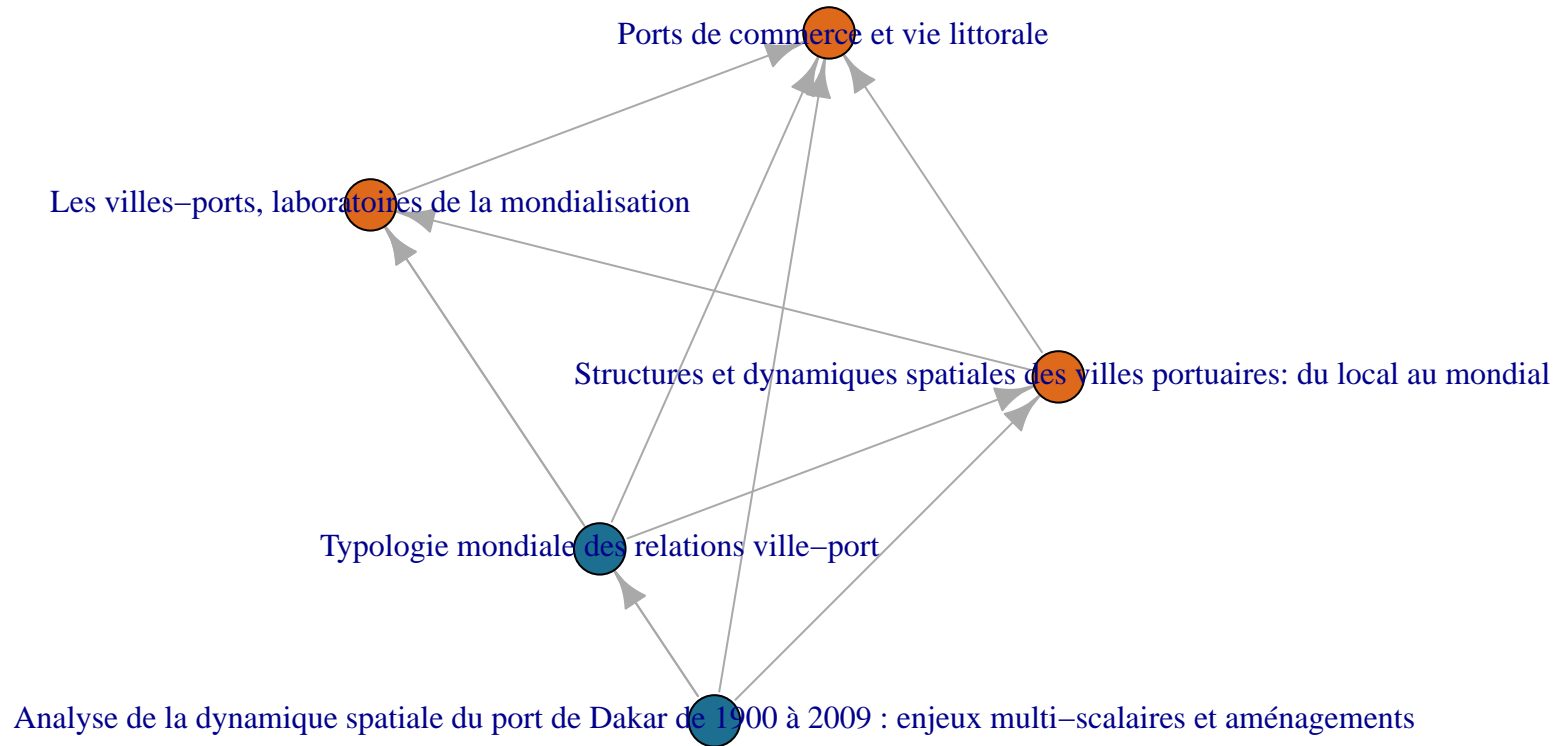 Ports de commerce et vie littorale
Les villes−ports, laboratoires de la mondialisation
Structures et dynamiques spatiales des villes portuaires: du local au mondial
Typologie mondiale des relations ville−port
Analyse de la dynamique spatiale du port de Dakar de 1900 à 2009 : enjeux multi−scalaires et aménagements